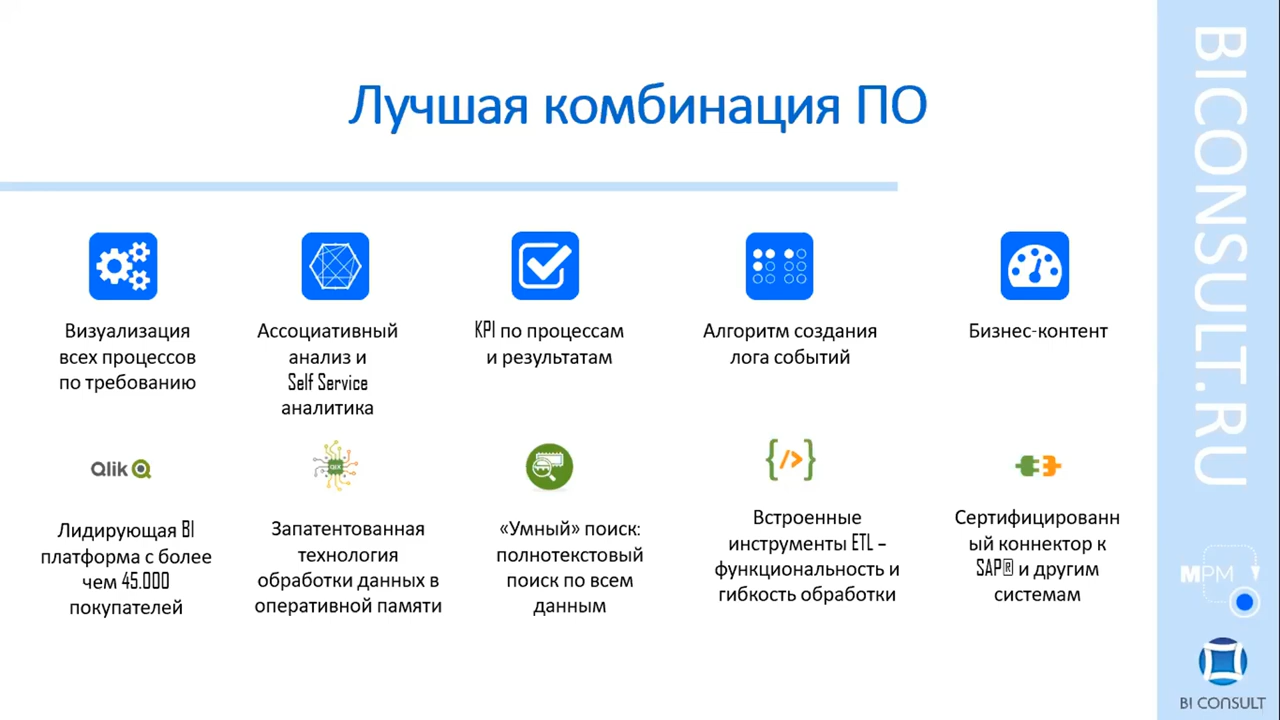 Лучшая комбинация ПО
Визуализация
всех процессов
по требованию
Ассоциативный
анализ и
Self Service
аналитика
KPI по процессам
и результатам
Алгоритм создания
лога событий
Бизнес-контент
Qlik
Лидирующая BI
платформа с более
чем 45.000
покупателей
QLIK
Запатентованная
технология
обработки данных в
оперативной памяти
«Умный» поиск:
полнотекстовый
поиск по всем
данным
</>
Встроенные
инструменты ETL –
функциональность и
гибкость обработки
Сертифицированн
ый коннектор к
SAP® и другим
системам
BICONSULT.RU
MPM
BI CONSULT